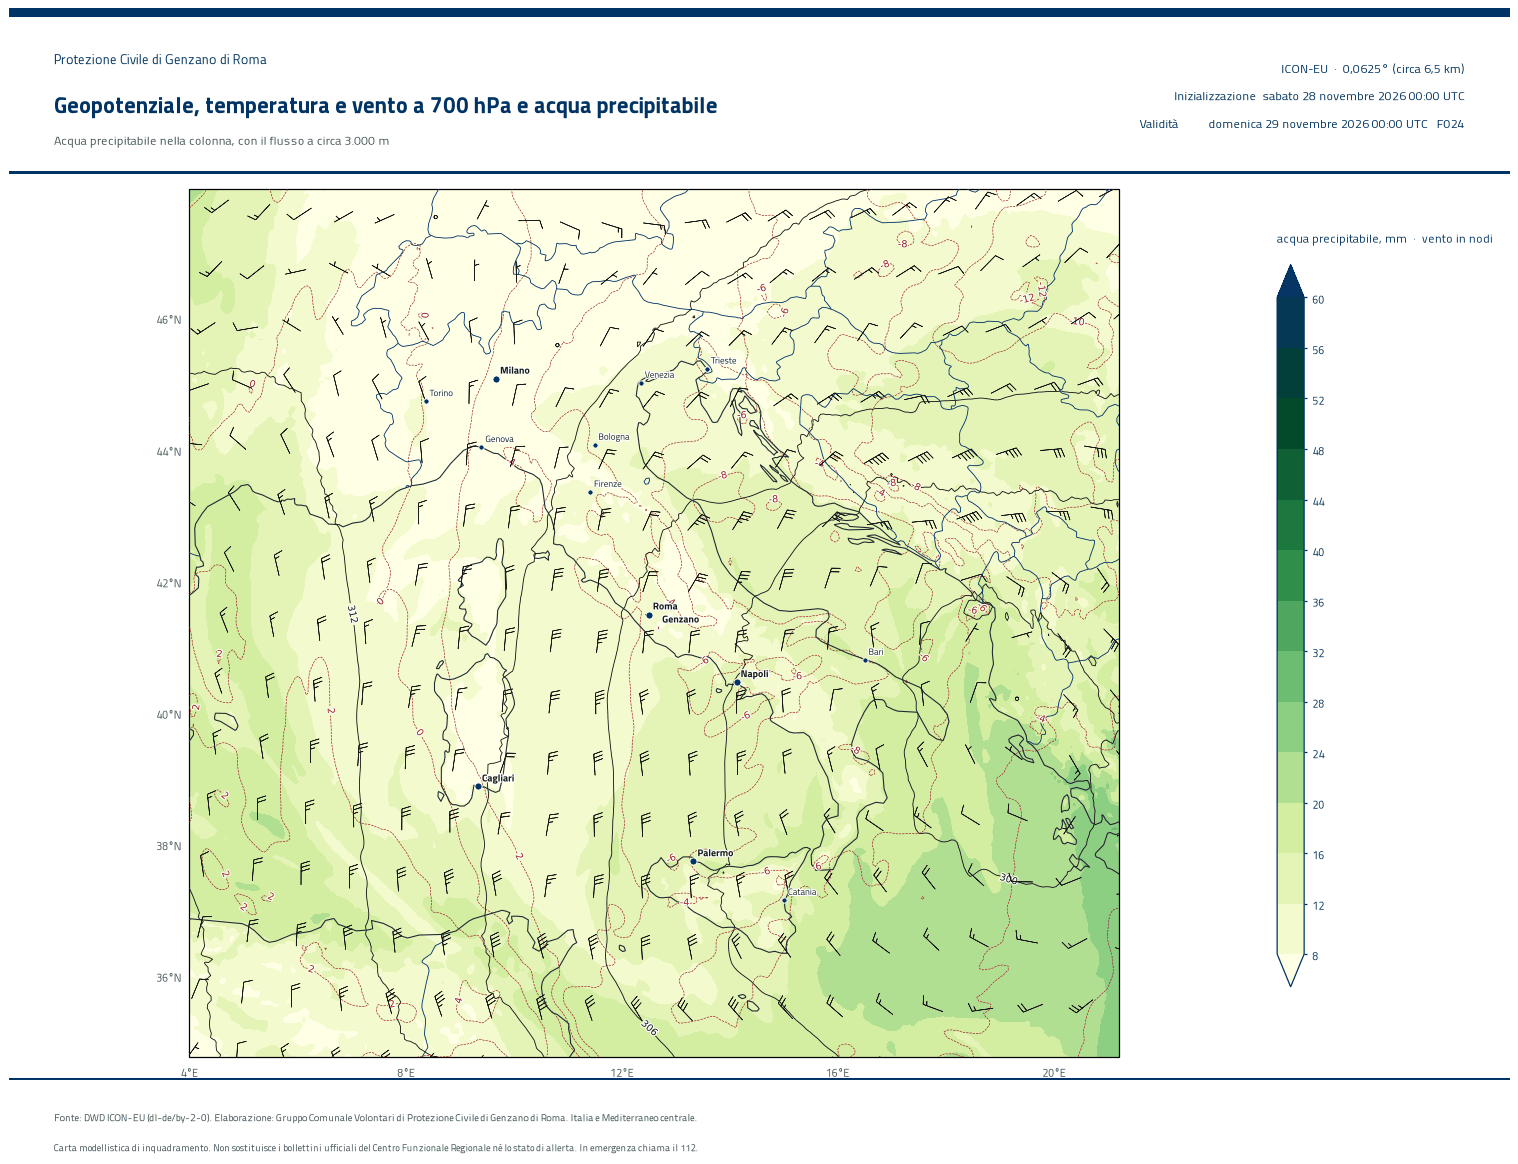 Protezione Civile di Genzano di Roma
Geopotenziale, temperatura e vento a 700 hPa e acqua precipitabile
Acqua precipitabile nella colonna, con il flusso a circa 3.000 m
ICON-EU · 0,0625° (circa 6,5 km)
Inizializzazione sabato 28 novembre 2026 00:00 UTC
Validità domenica 29 novembre 2026 00:00 UTC F024
acqua precipitabile, mm · vento in nodi
60
56
52
48
44
40
36
32
28
24
20
16
12
8
46°N
44°N
42°N
40°N
38°N
36°N
4°E
8°E
12°E
16°E
20°E
Milano
Torino
Venezia
Trieste
Genova
Bologna
Firenze
Roma
Genzano
Napoli
Bari
Cagliari
Palermo
Catania
312
306
300
Fonte: DWD ICON-EU (dl-de/by-2-0). Elaborazione: Gruppo Comunale Volontari di Protezione Civile di Genzano di Roma. Italia e Mediterraneo centrale.
Carta modellistica di inquadramento. Non sostituisce i bollettini ufficiali del Centro Funzionale Regionale né lo stato di allerta. In emergenza chiama il 112.